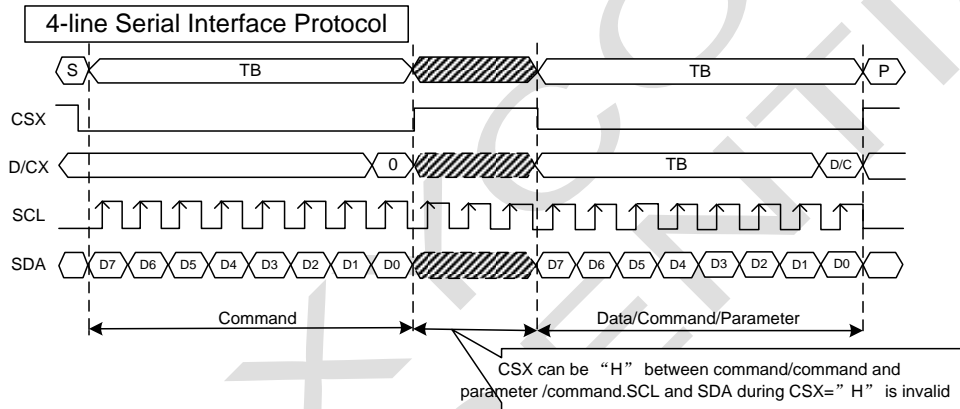 4-line Serial Interface Protocol
S TB TB P
CSX
D/CX 0 TB D/C
SCL
SDA D7 D6 D5 D4 D3 D2 D1 D0 D7 D6 D5 D4 D3 D2 D1 D0
Command Data/Command/Parameter
CSX can be “H” between command/command and
parameter /command.SCL and SDA during CSX=”H” is invalid